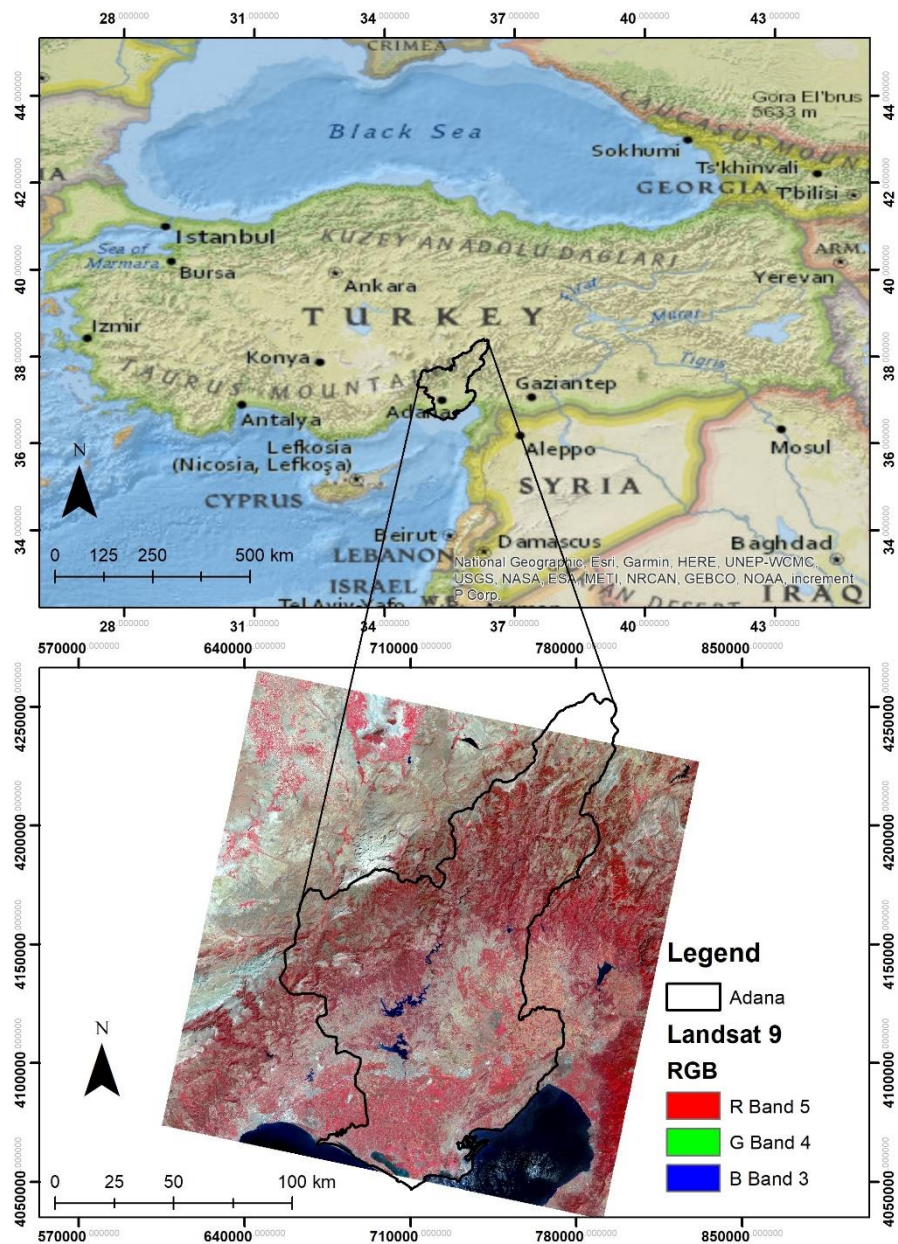 28.000000 31.000000 34.000000 37.000000 40.000000 43.000000
CRIMEA
Gora El'brus
5633 m
CAUCASUS MOUN
Black Sea
Sokhumi
Ts'khinvali
GEORGIA
T'bilisi
IA
Istanbul
KUZEY ANADOLU DAGLARI
ARM.
Sea of
Marmara
Bursa
Ankara
Yerevan
TURKEY
Firat
Murat
Izmir
Tigris
Konya
TAURUS MOUNTA
Gaziantep
Adana
Antalya
Lefkosia
(Nicosia, Lefkoşa)
Aleppo
Mosul
N
SYRIA
CYPRUS
Beirut
Damascus
Baghdad
LEBANON
0 125 250 500 km
National Geographic, Esri, Garmin, HERE, UNEP-WCMC,
USGS, NASA, ESA, METI, NRCAN, GEBCO, NOAA, increment
P Corp.
ISRAEL
IAN DESERT
IRAQ
Tel Aviv-Yafo
W.B.
44.000000
42.000000
40.000000
38.000000
36.000000
34.000000
44.000000
42.000000
40.000000
38.000000
36.000000
34.000000
28.000000 31.000000 34.000000 37.000000 40.000000 43.000000
570000.000000 640000.000000 710000.000000 780000.000000 850000.000000
4250000.000000
4200000.000000
4150000.000000
4100000.000000
4050000.000000
4250000.000000
4200000.000000
4150000.000000
4100000.000000
4050000.000000
Legend
Adana
Landsat 9
RGB
R Band 5
G Band 4
B Band 3
N
0 25 50 100 km
570000.000000 640000.000000 710000.000000 780000.000000 850000.000000